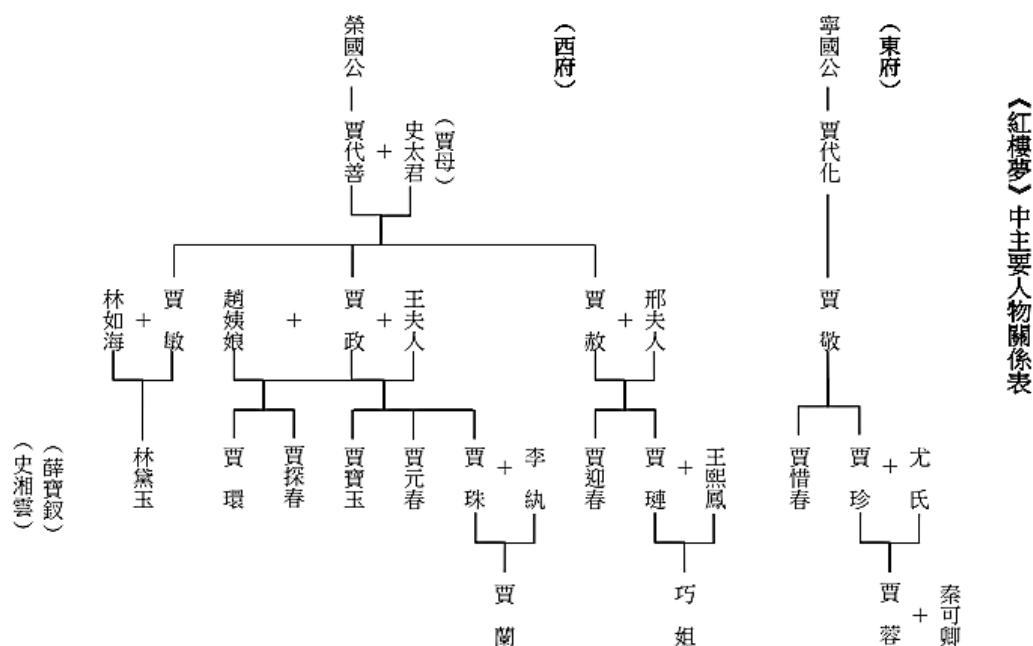 《紅樓夢》中主要人物關係表
（東府）
寧國公
賈代化
賈敬
尤氏
+
賈珍
賈惜春
秦可卿
+
賈蓉
（西府）
榮國公
（賈母）
史太君
+
賈代善
邢夫人
+
賈赦
王夫人
+
賈政
+
趙姨娘
賈敏
+
林如海
王熙鳳
+
賈璉
賈迎春
李紈
+
賈珠
賈元春
賈寶玉
賈探春
賈環
林黛玉
巧姐
賈蘭
（薛寶釵）
（史湘雲）